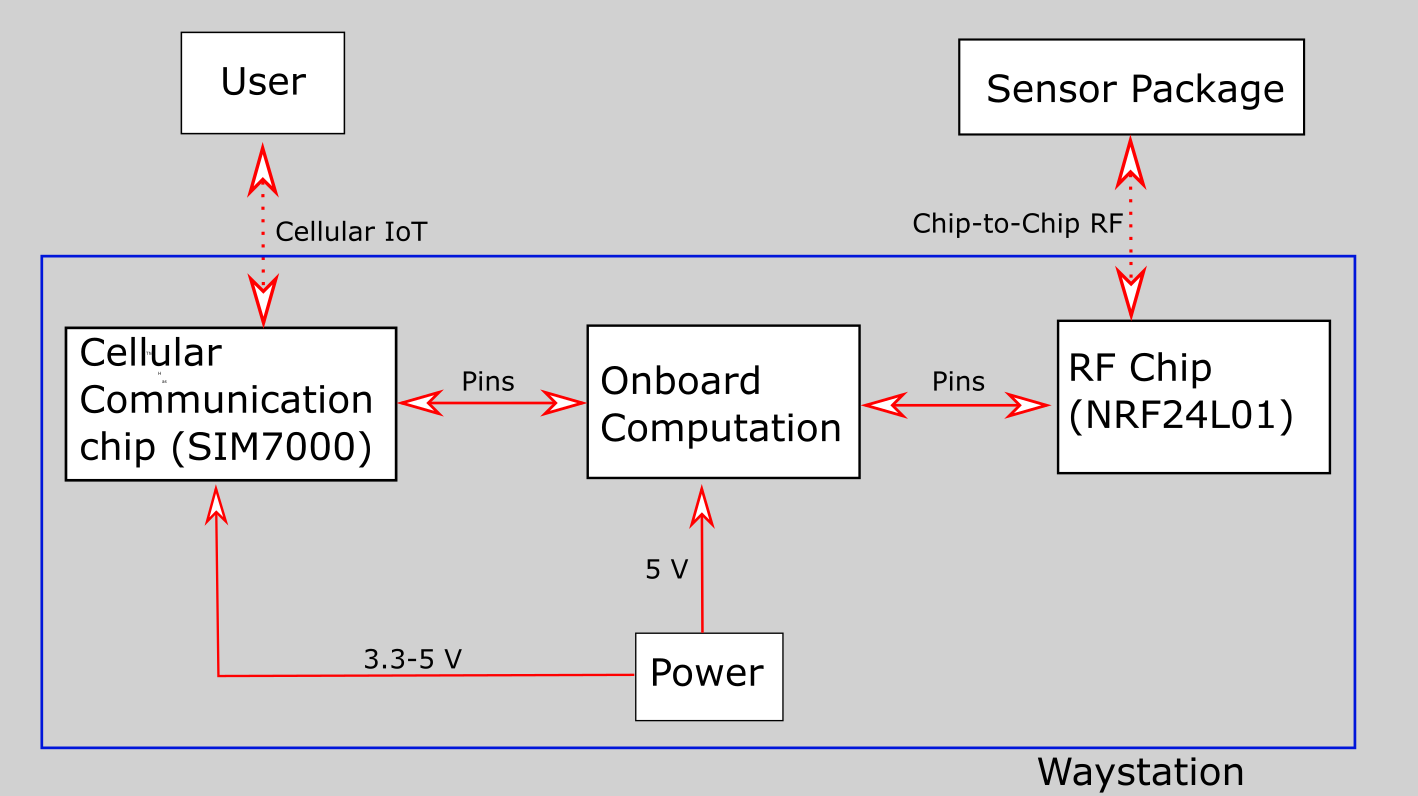 User
Sensor Package
Cellular IoT
Chip-to-Chip RF
Cellular
Communication
chip (SIM7000)
Pins
Onboard
Computation
Pins
RF Chip
(NRF24L01)
5 V
3.3-5 V
Power
Waystation